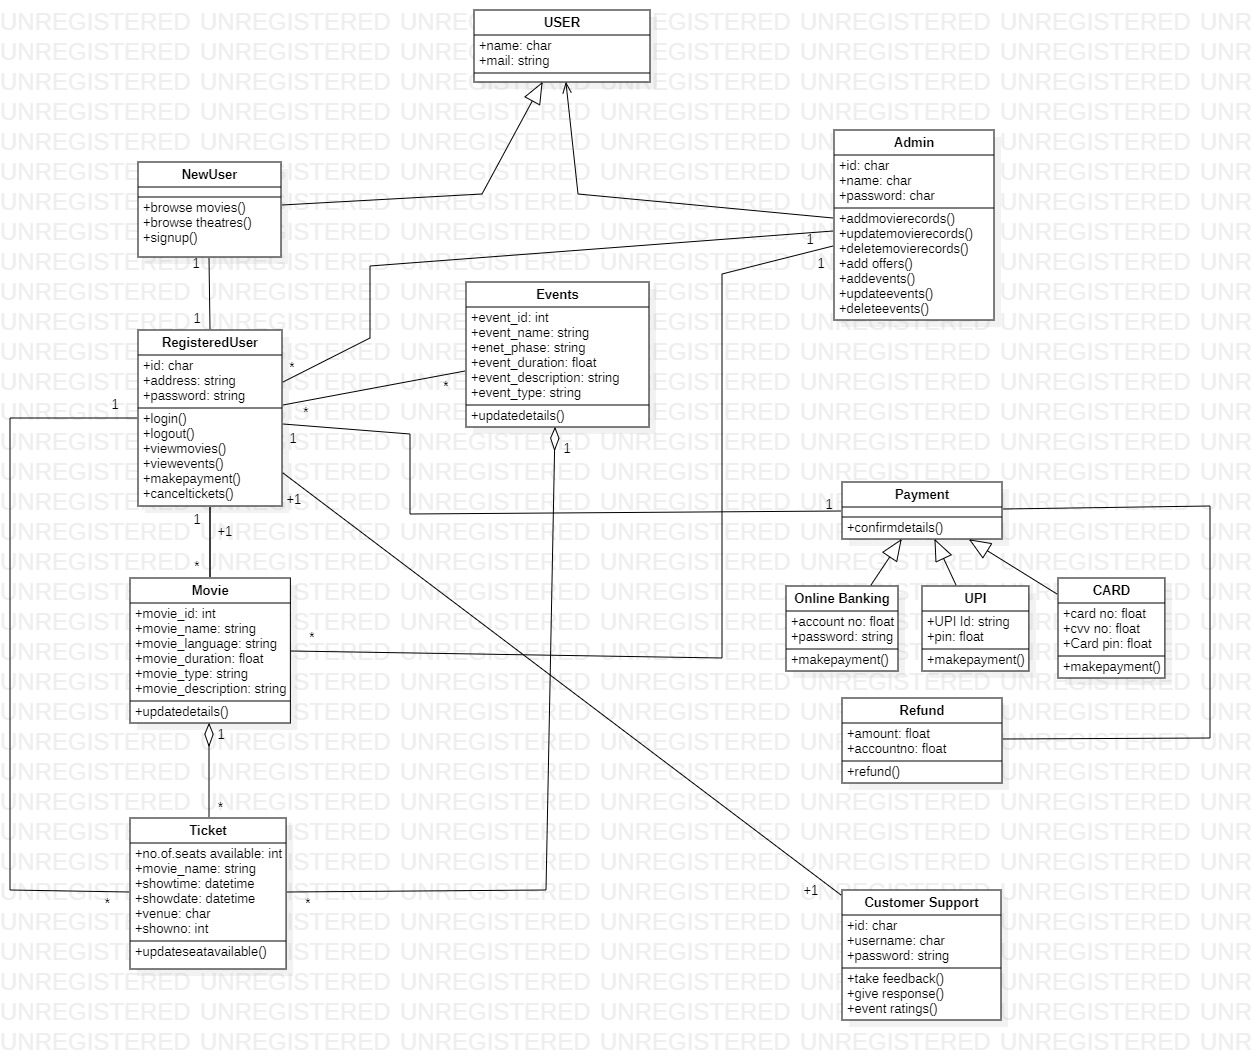 USER
+name: char
+mail: string
Admin
+id: char
+name: char
+password: char
+addmovierecords()
+updatemovierecords()
+deletemovierecords()
+add offers()
+addevents()
+updateevents()
+deleteevents()
NewUser
+browse movies()
+browse theatres()
+signup()
1
1
1
1
Events
+event_id: int
+event_name: string
+enet_phase: string
+event_duration: float
+event_description: string
+event_type: string
+updatedetails()
RegisteredUser
+id: char
+address: string
+password: string
+login()
+logout()
+viewmovies()
+viewevents()
+makepayment()
+canceltickets()
*
*
*
1
1
1
+1
1
+1
*
1
Payment
+confirmdetails()
Online Banking
+account no: float
+password: string
+makepayment()
UPI
+UPI Id: string
+pin: float
+makepayment()
CARD
+card no: float
+cvv no: float
+Card pin: float
+makepayment()
Movie
+movie_id: int
+movie_name: string
+movie_language: string
+movie_duration: float
+movie_type: string
+movie_description: string
+updatedetails()
*
1
*
Refund
+amount: float
+accountno: float
+refund()
Ticket
+no.of.seats available: int
+movie_name: string
+showtime: datetime
+showdate: datetime
+venue: char
+showno: int
+updateseatavailable()
*
*
+1
Customer Support
+id: char
+username: char
+password: string
+take feedback()
+give response()
+event ratings()
UNREGISTERED